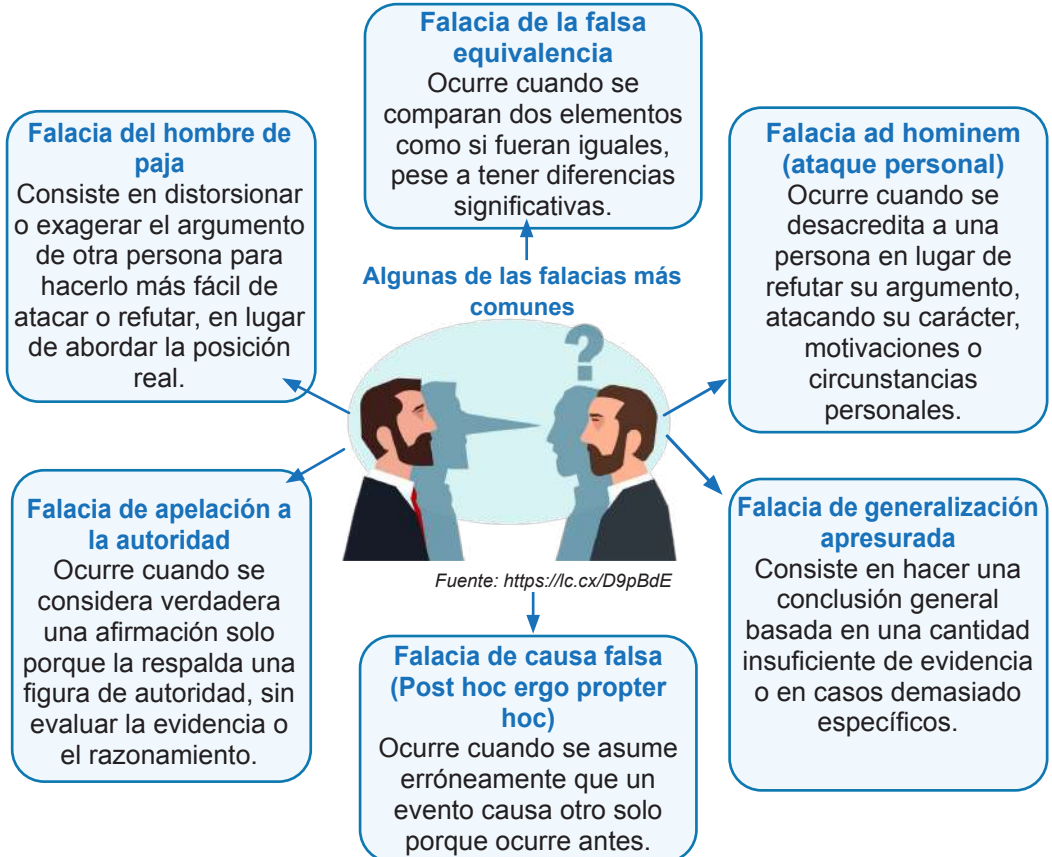 Falacia de la falsa
equivalencia
Ocurre cuando se
comparan dos elementos
como si fueran iguales,
pese a tener diferencias
significativas.
Falacia del hombre de
paja
Consiste en distorsionar
o exagerar el argumento
de otra persona para
hacerlo más fácil de
atacar o refutar, en lugar
de abordar la posición
real.
Falacia ad hominem
(ataque personal)
Ocurre cuando se
desacredita a una
persona en lugar de
refutar su argumento,
atacando su carácter,
motivaciones o
circunstancias
personales.
Algunas de las falacias más
comunes
?
Falacia de apelación a
la autoridad
Ocurre cuando se
considera verdadera
una afirmación solo
porque la respalda una
figura de autoridad, sin
evaluar la evidencia o
el razonamiento.
Falacia de generalización
apresurada
Consiste en hacer una
conclusión general
basada en una cantidad
insuficiente de evidencia
o en casos demasiado
específicos.
Fuente: https://lc.cx/D9pBdE
Falacia de causa falsa
(Post hoc ergo propter
hoc)
Ocurre cuando se asume
erróneamente que un
evento causa otro solo
porque ocurre antes.